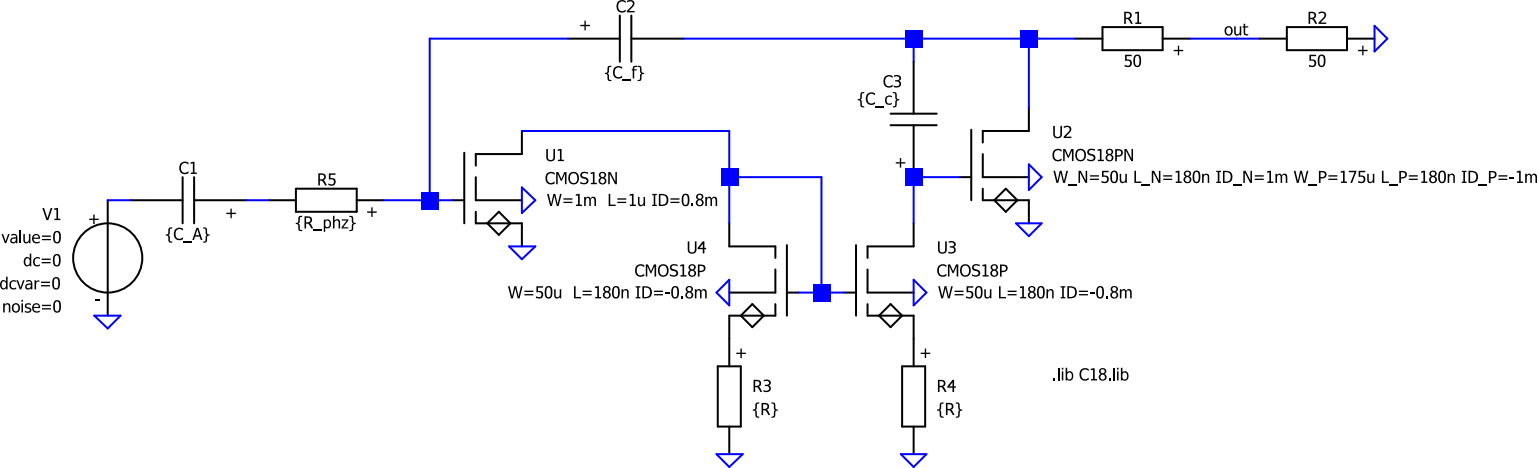 C2
+
{C_f}
R1
+
50
out
R2
+
50
C3
{C_c}
+
U2
CMOS18PN
W_N=50u L_N=180n ID_N=1m W_P=175u L_P=180n ID_P=-1m
U1
CMOS18N
W=1m L=1u ID=0.8m
C1
+
{C_A}
R5
+
{R_phz}
V1
value=0
dc=0
dcvar=0
noise=0
+
-
U4
CMOS18P
W=50u L=180n ID=-0.8m
U3
CMOS18P
W=50u L=180n ID=-0.8m
+
R3
{R}
+
R4
{R}
.lib C18.lib